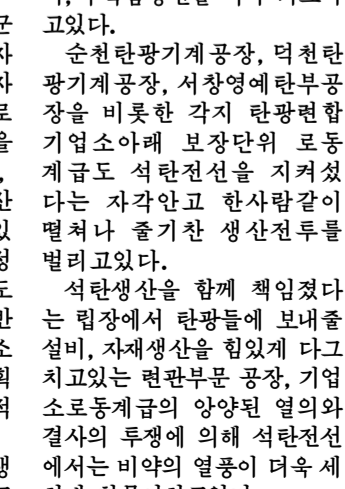 고있다.
순천탄광기계공장, 덕천탄
광기계공장, 서창영예탄부공
장을 비롯한 각지 탄광련합
기업소아래 보장단위 로동
계급도 석탄전선을 지켜섰
다는 자각안고 한사람같이
떨쳐나 줄기찬 생산전투를
벌리고있다.
석탄생산을 함께 책임졌다
는 립장에서 탄광들에 보내줄
설비, 자재생산을 힘있게 다그
치고있는 련관부문 공장, 기업
소로동계급의 앙양된 열의와
결사의 투쟁에 의해 석탄전선
에서는 비약의 열풍이 더욱 세